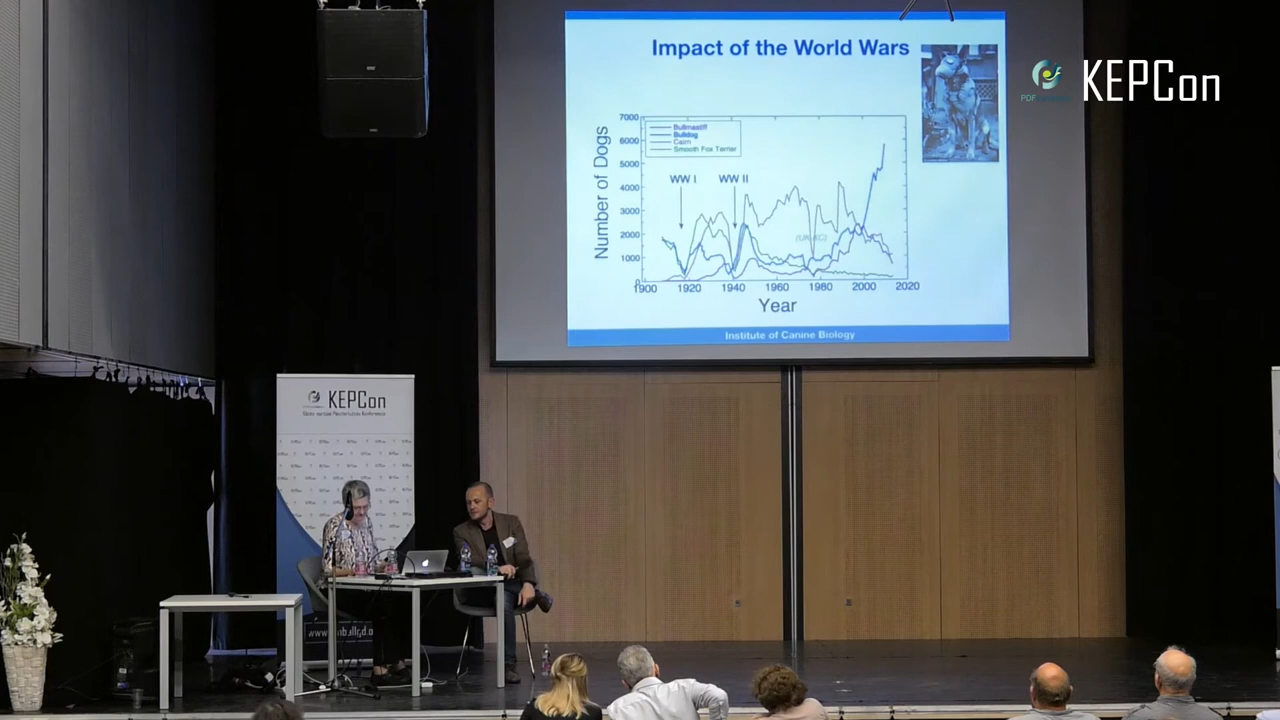 Impact of the World Wars
KEPCon
7000
6000
5000
4000
3000
2000
1000
0
Number of Dogs
Bullmastiff
Bulldog
Cairn
Smooth Fox Terrier
WW I
WW II
(UK KC)
1900
1920
1940
1960
1980
2000
2020
Year
Institute of Canine Biology
KEPCon